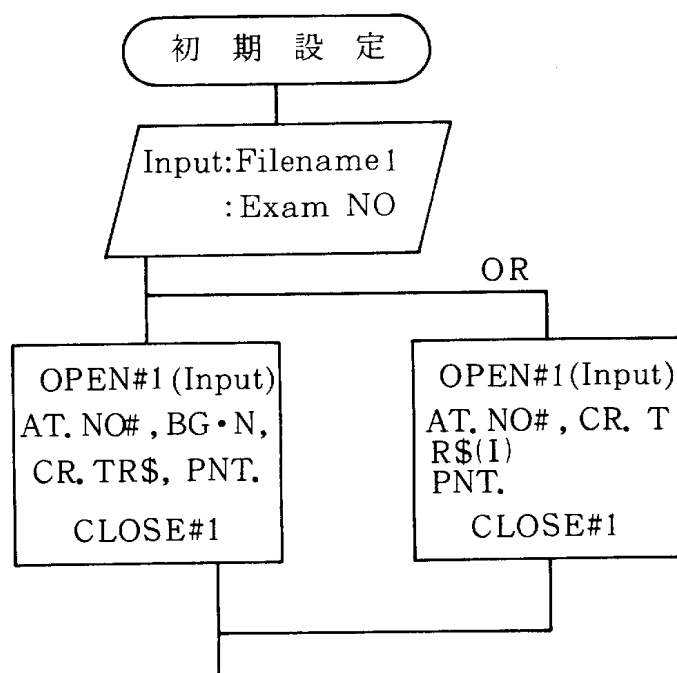 初期設定
Input:Filename1
:Exam NO
OR
OPEN#1(Input)
AT. NO#, BG・N,
CR. TR$, PNT.
CLOSE#1
OPEN#1(Input)
AT. NO#, CR. T
R$(I)
PNT.
CLOSE#1